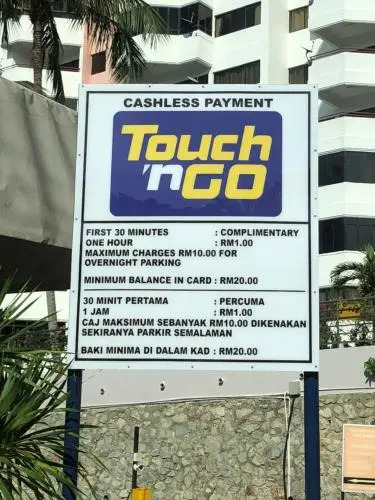 CASHLESS PAYMENT
Touch
'nGO
FIRST 30 MINUTES : COMPLIMENTARY
ONE HOUR : RM1.00
MAXIMUM CHARGES RM10.00 FOR
OVERNIGHT PARKING
MINIMUM BALANCE IN CARD : RM20.00
30 MINIT PERTAMA : PERCUMA
1 JAM : RM1.00
CAJ MAKSIMUM SEBANYAK RM10.00 DIKENAKAN
SEKIRANYA PARKIR SEMALAMAN
BAKI MINIMA DI DALAM KAD : RM20.00